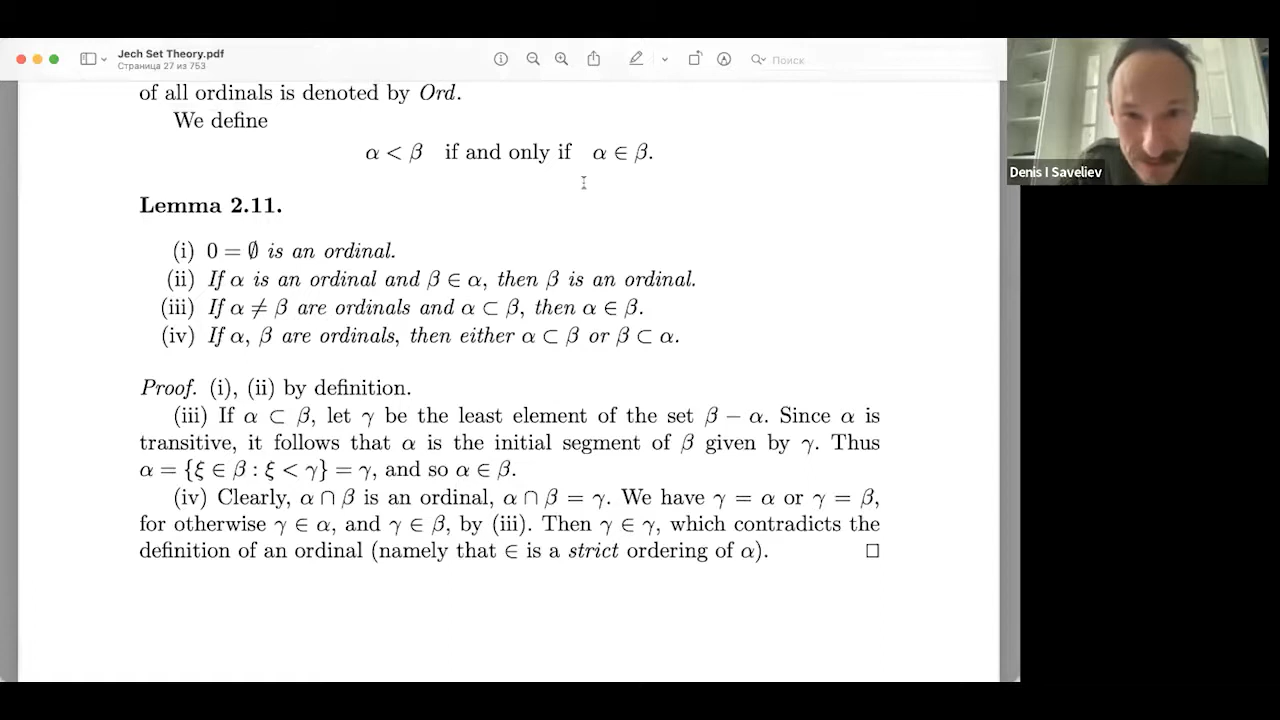 Jech Set Theory.pdf
Страница 27 из 753
Поиск
Denis I Saveliev
of all ordinals is denoted by Ord.
We define
α < β if and only if α ∈ β.
Lemma 2.11.
(i) 0 = ∅ is an ordinal.
(ii) If α is an ordinal and β ∈ α, then β is an ordinal.
(iii) If α ≠ β are ordinals and α ⊂ β, then α ∈ β.
(iv) If α, β are ordinals, then either α ⊂ β or β ⊂ α.
Proof. (i), (ii) by definition.
(iii) If α ⊂ β, let γ be the least element of the set β − α. Since α is
transitive, it follows that α is the initial segment of β given by γ. Thus
α = {ξ ∈ β : ξ < γ} = γ, and so α ∈ β.
(iv) Clearly, α ∩ β is an ordinal, α ∩ β = γ. We have γ = α or γ = β,
for otherwise γ ∈ α, and γ ∈ β, by (iii). Then γ ∈ γ, which contradicts the
definition of an ordinal (namely that ∈ is a strict ordering of α). □